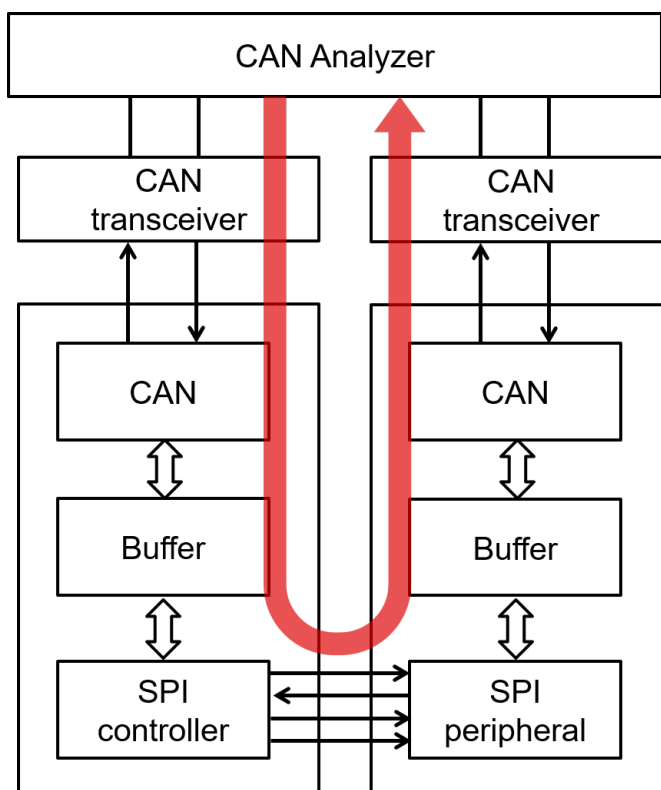 CAN Analyzer
CAN
transceiver
CAN
transceiver
CAN
CAN
Buffer
Buffer
SPI
controller
SPI
peripheral